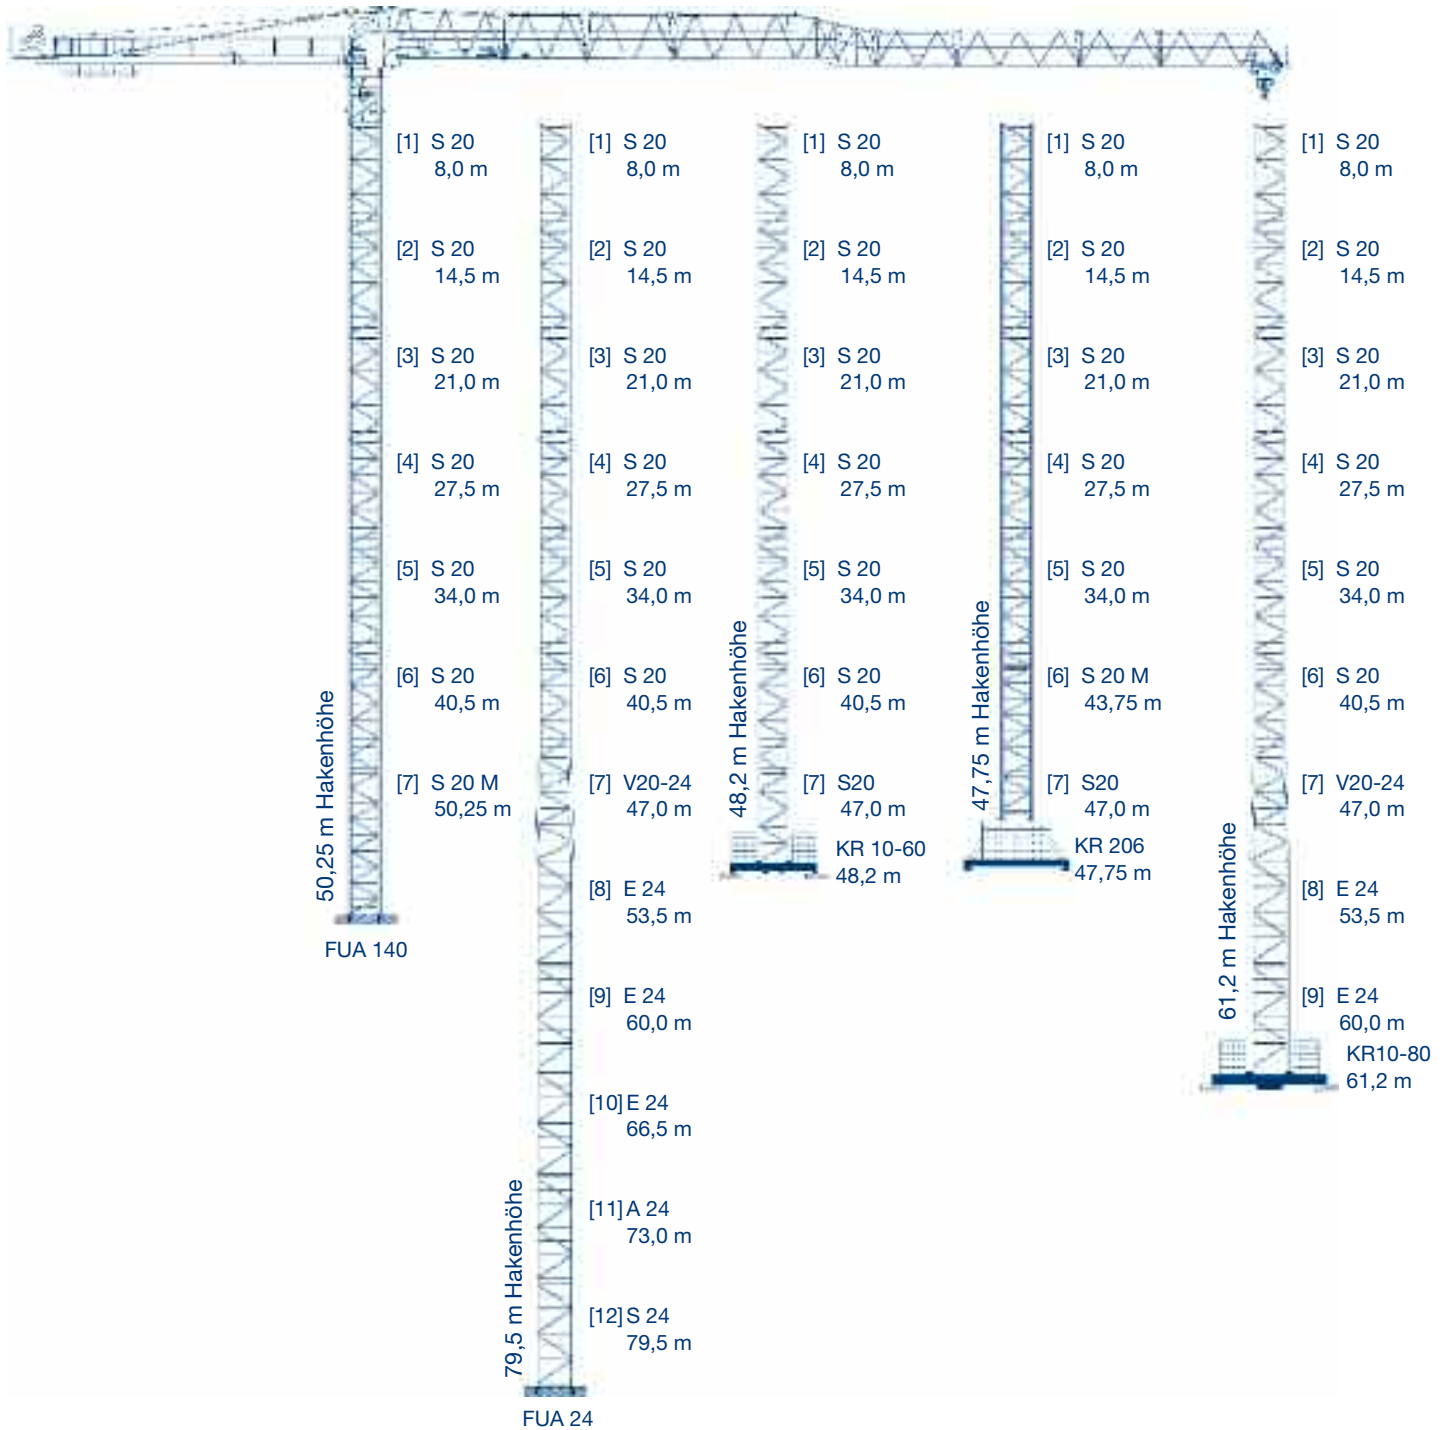 [1] S 20
8,0 m
[2] S 20
14,5 m
[3] S 20
21,0 m
[4] S 20
27,5 m
[5] S 20
34,0 m
[6] S 20
40,5 m
[7] S 20 M
50,25 m
50,25 m Hakenhöhe
FUA 140
[1] S 20
8,0 m
[2] S 20
14,5 m
[3] S 20
21,0 m
[4] S 20
27,5 m
[5] S 20
34,0 m
[6] S 20
40,5 m
[7] V20-24
47,0 m
[8] E 24
53,5 m
[9] E 24
60,0 m
[10] E 24
66,5 m
[11] A 24
73,0 m
[12] S 24
79,5 m
79,5 m Hakenhöhe
FUA 24
[1] S 20
8,0 m
[2] S 20
14,5 m
[3] S 20
21,0 m
[4] S 20
27,5 m
[5] S 20
34,0 m
[6] S 20
40,5 m
[7] S20
47,0 m
KR 10-60
48,2 m
48,2 m Hakenhöhe
[1] S 20
8,0 m
[2] S 20
14,5 m
[3] S 20
21,0 m
[4] S 20
27,5 m
[5] S 20
34,0 m
[6] S 20 M
43,75 m
[7] S20
47,0 m
KR 206
47,75 m
47,75 m Hakenhöhe
[1] S 20
8,0 m
[2] S 20
14,5 m
[3] S 20
21,0 m
[4] S 20
27,5 m
[5] S 20
34,0 m
[6] S 20
40,5 m
[7] V20-24
47,0 m
[8] E 24
53,5 m
[9] E 24
60,0 m
KR10-80
61,2 m
61,2 m Hakenhöhe